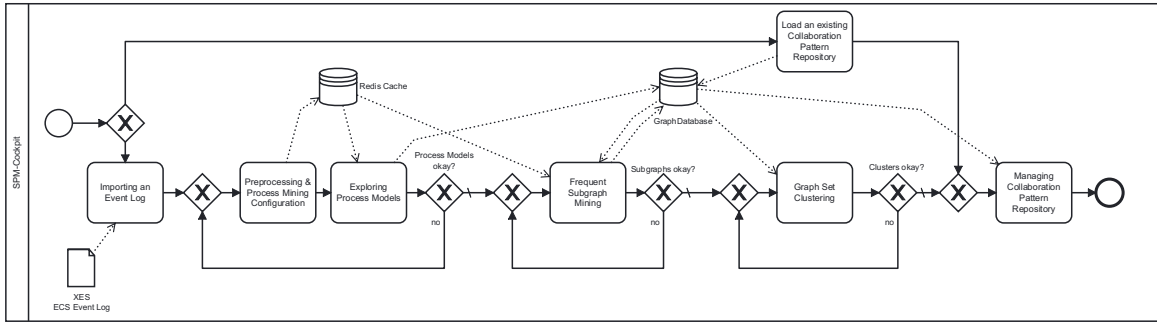 SPM-Cockpit
Load an existing
Collaboration
Pattern
Repository
Redis Cache
GraphDatabase
Importing an
Event Log
Preprocessing &
Process Mining
Configuration
Exploring
Process Models
Process Models
okay?
no
Frequent
Subgraph
Mining
Subgraphs okay?
no
Graph Set
Clustering
Clusters okay?
no
Managing
Collaboration
Pattern
Repository
XES
ECS Event Log